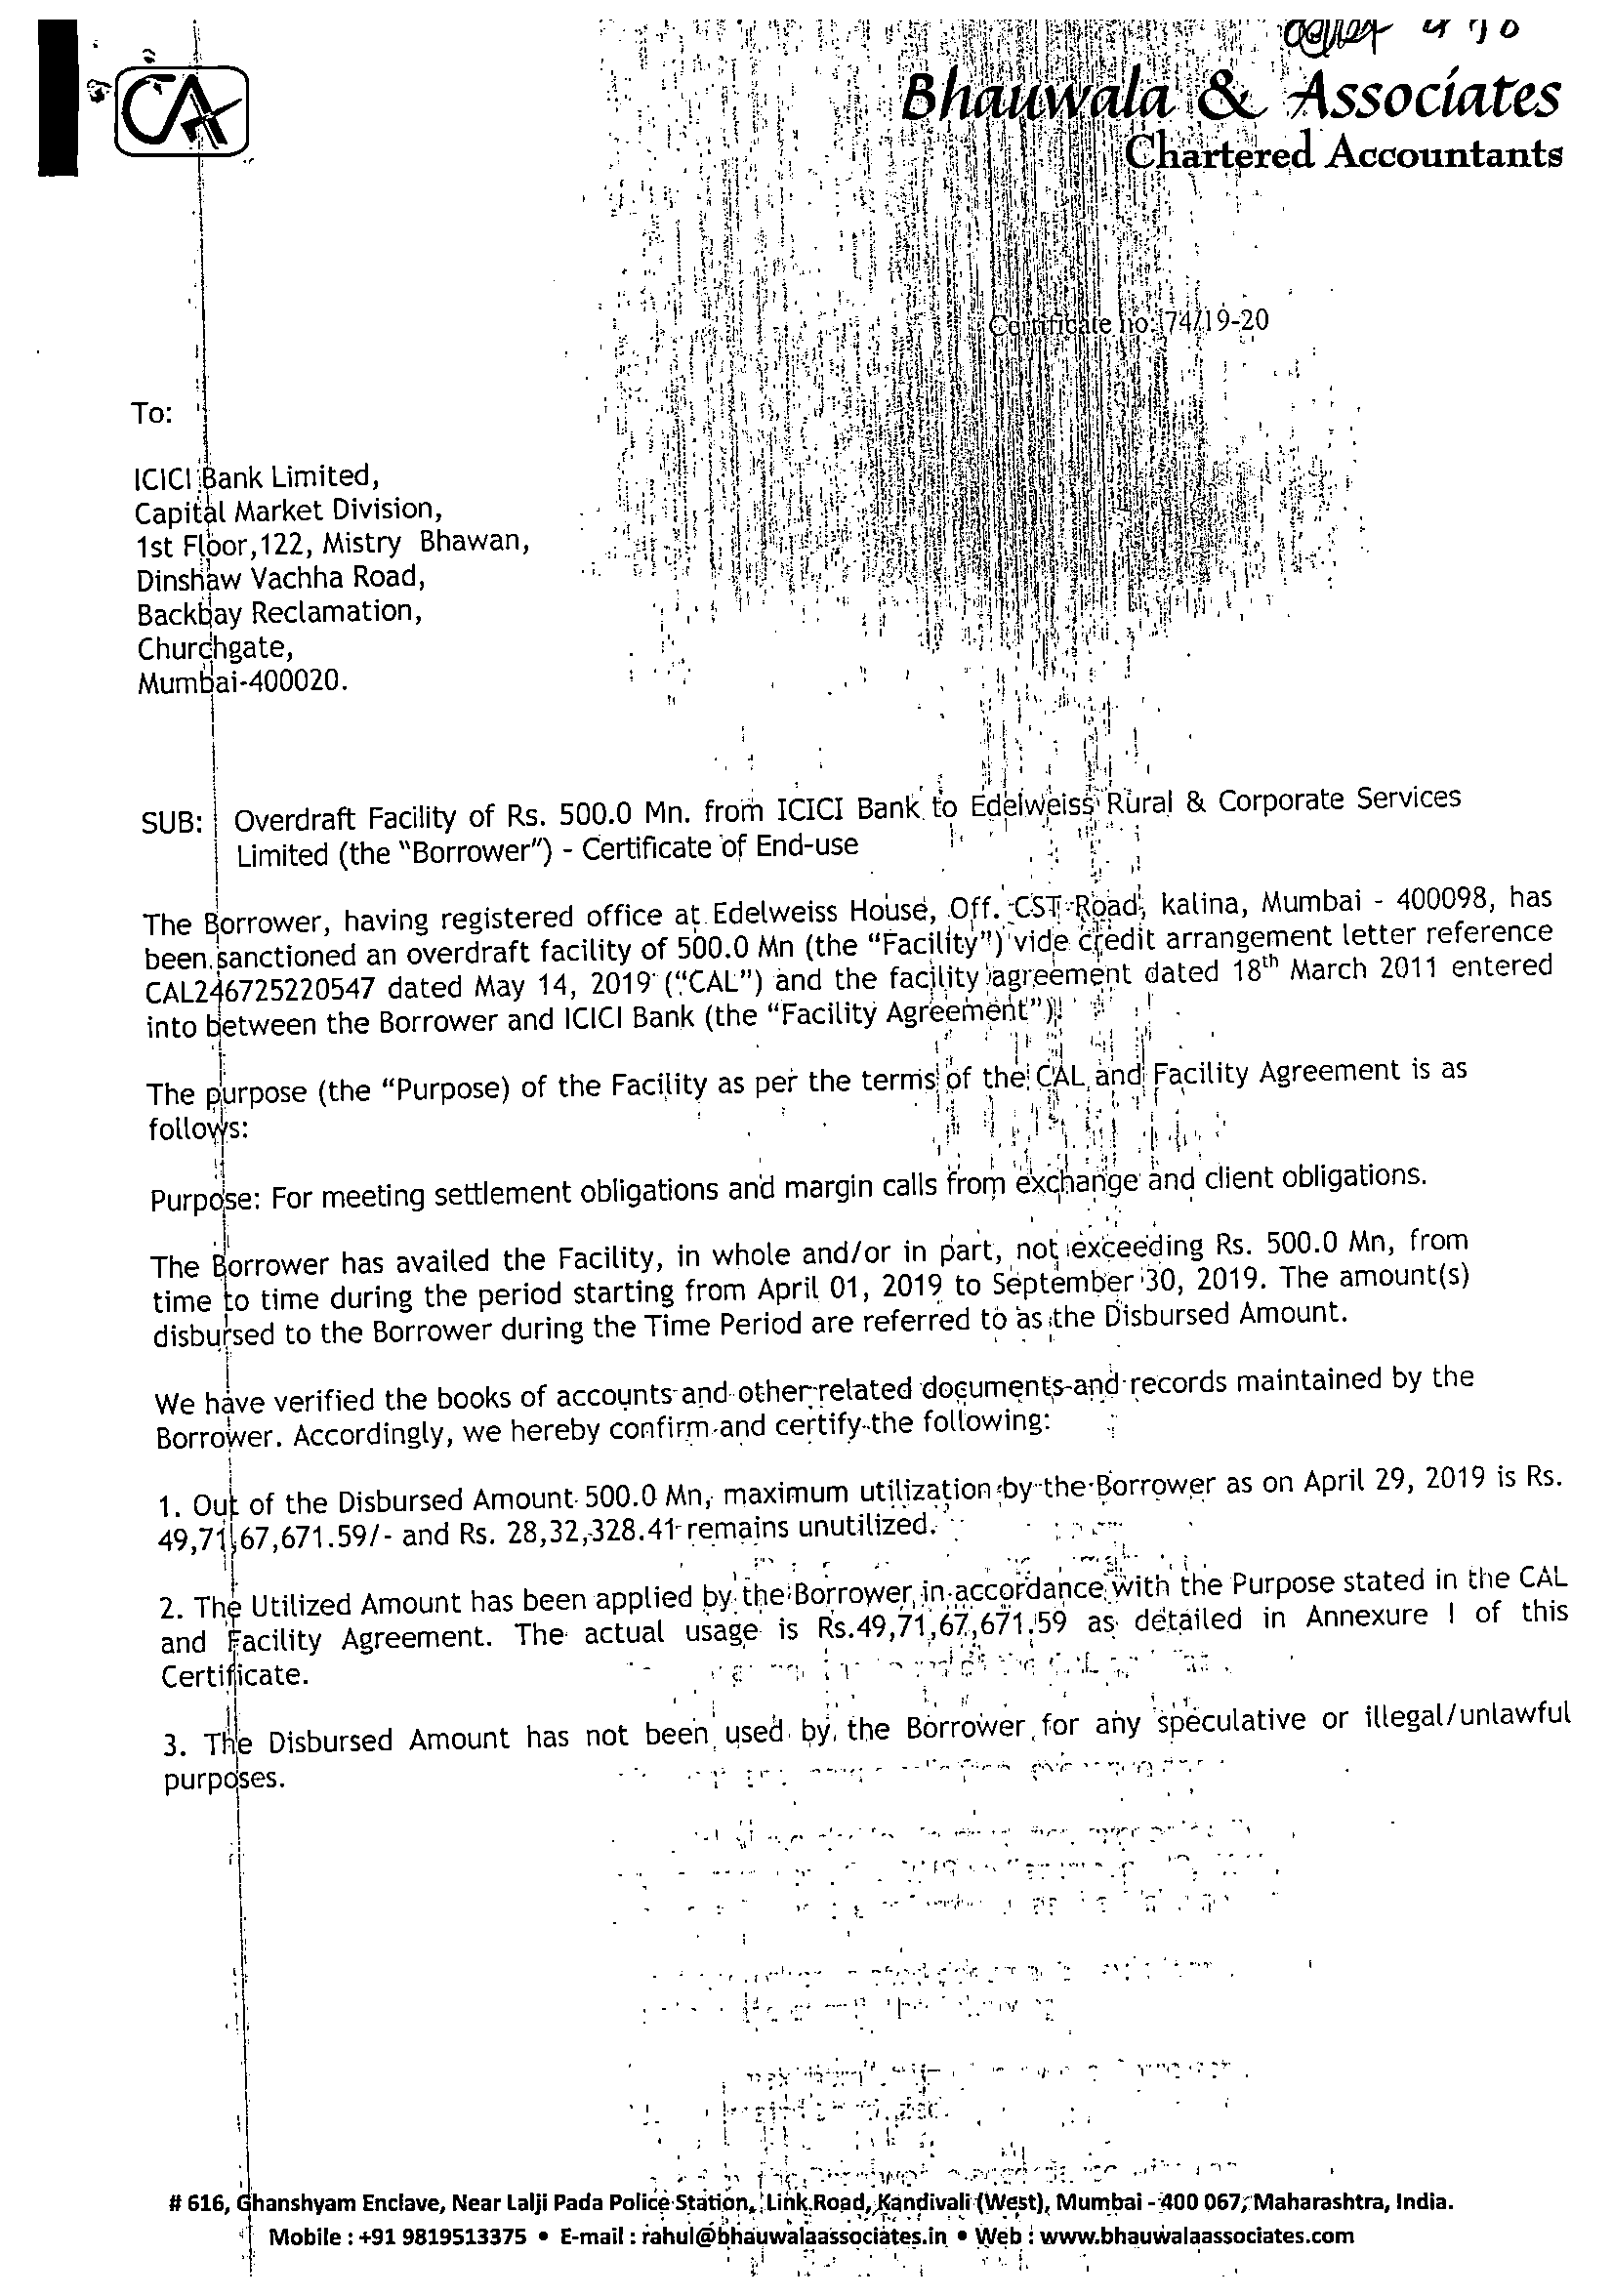 CA
Bhauwala & Associates
Chartered Accountants
Certificate no: 74/19-20
To:
ICICI Bank Limited,
Capital Market Division,
1st Floor,122, Mistry Bhawan,
Dinshaw Vachha Road,
Backbay Reclamation,
Churchgate,
Mumbai-400020.
SUB: Overdraft Facility of Rs. 500.0 Mn. from ICICI Bank to Edelweiss Rural & Corporate Services
Limited (the "Borrower") - Certificate of End-use
The Borrower, having registered office at Edelweiss House, Off. CST Road, kalina, Mumbai - 400098, has
been sanctioned an overdraft facility of 500.0 Mn (the "Facility") vide credit arrangement letter reference
CAL246725220547 dated May 14, 2019 ("CAL") and the facility agreement dated 18th March 2011 entered
into between the Borrower and ICICI Bank (the "Facility Agreement")
The purpose (the "Purpose) of the Facility as per the terms of the CAL and Facility Agreement is as
follows:
Purpose: For meeting settlement obligations and margin calls from exchange and client obligations.
The Borrower has availed the Facility, in whole and/or in part, not exceeding Rs. 500.0 Mn, from
time to time during the period starting from April 01, 2019 to September 30, 2019. The amount(s)
disbursed to the Borrower during the Time Period are referred to as the Disbursed Amount.
We have verified the books of accounts and other related documents and records maintained by the
Borrower. Accordingly, we hereby confirm and certify the following:
1. Out of the Disbursed Amount 500.0 Mn, maximum utilization by the Borrower as on April 29, 2019 is Rs.
49,71,67,671.59/- and Rs. 28,32,328.41 remains unutilized.
2. The Utilized Amount has been applied by the Borrower in accordance with the Purpose stated in the CAL
and Facility Agreement. The actual usage is Rs.49,71,67,671.59 as detailed in Annexure I of this
Certificate.
3. The Disbursed Amount has not been used by the Borrower for any speculative or illegal/unlawful
purposes.
# 616, Ghanshyam Enclave, Near Lalji Pada Police Station, Link Road, Kandivali (West), Mumbai - 400 067, Maharashtra, India.
Mobile : +91 9819513375 • E-mail : rahul@bhauwalaassociates.in • Web : www.bhauwalaassociates.com